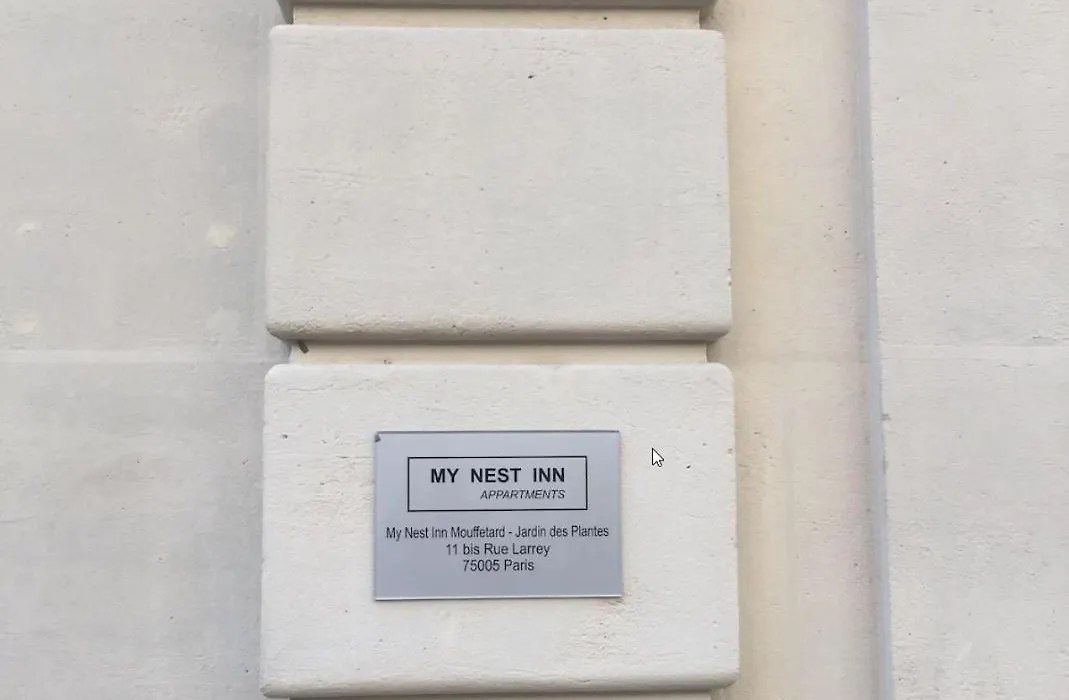 MY NEST INN
APPARTMENTS
My Nest Inn Mouffetard - Jardin des Plantes
11 bis Rue Larrey
75005 Paris